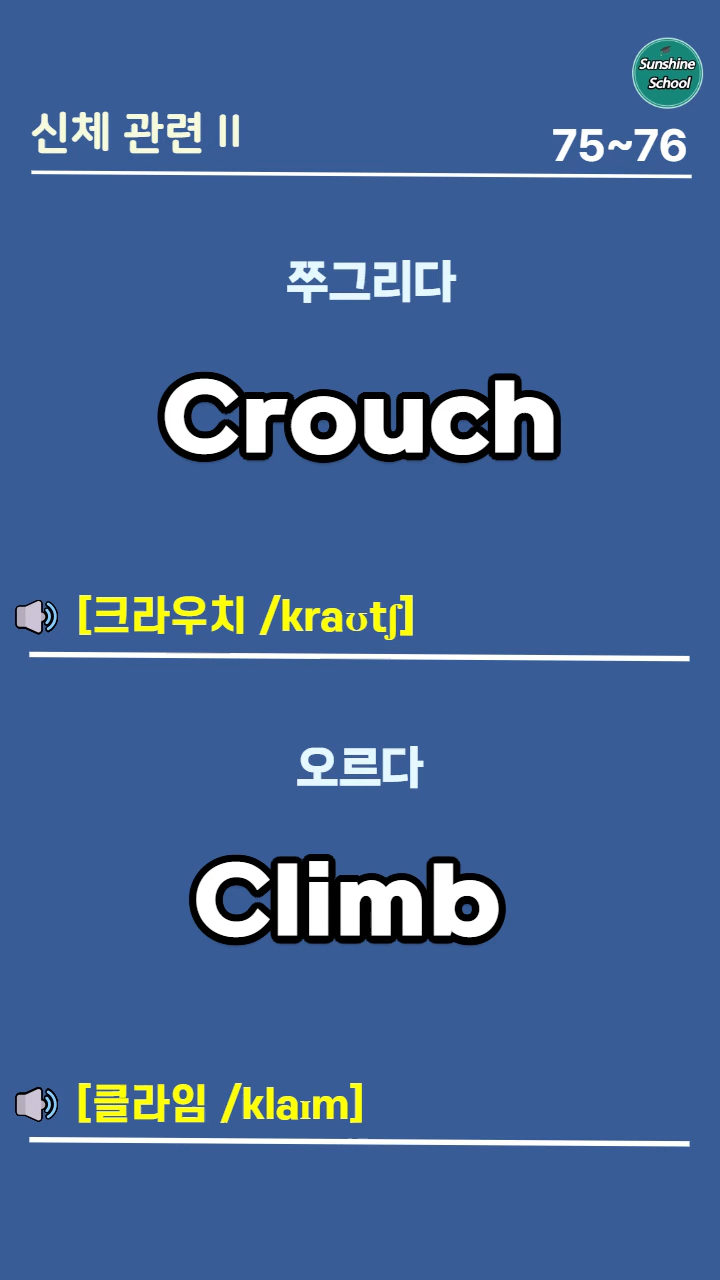 Sunshine
School
신체 관련 II
75~76
쭈그리다
Crouch
[크라우치 /kraʊtʃ]
오르다
Climb
[클라임 /klaɪm]